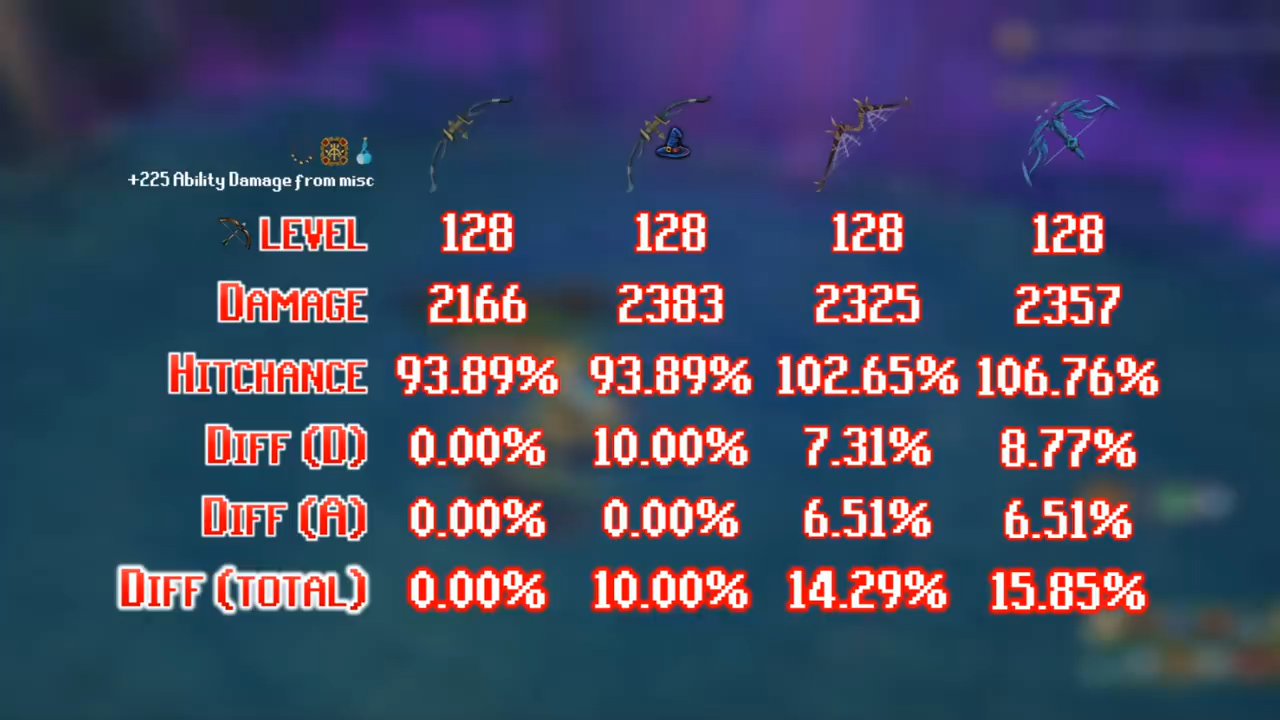 +225 Ability Damage from misc
LEVEL 128 128 128 128
DAMAGE 2166 2383 2325 2357
HITCHANCE 93.89% 93.89% 102.65% 106.76%
DIFF (D) 0.00% 10.00% 7.31% 8.77%
DIFF (A) 0.00% 0.00% 6.51% 6.51%
DIFF (TOTAL) 0.00% 10.00% 14.29% 15.85%